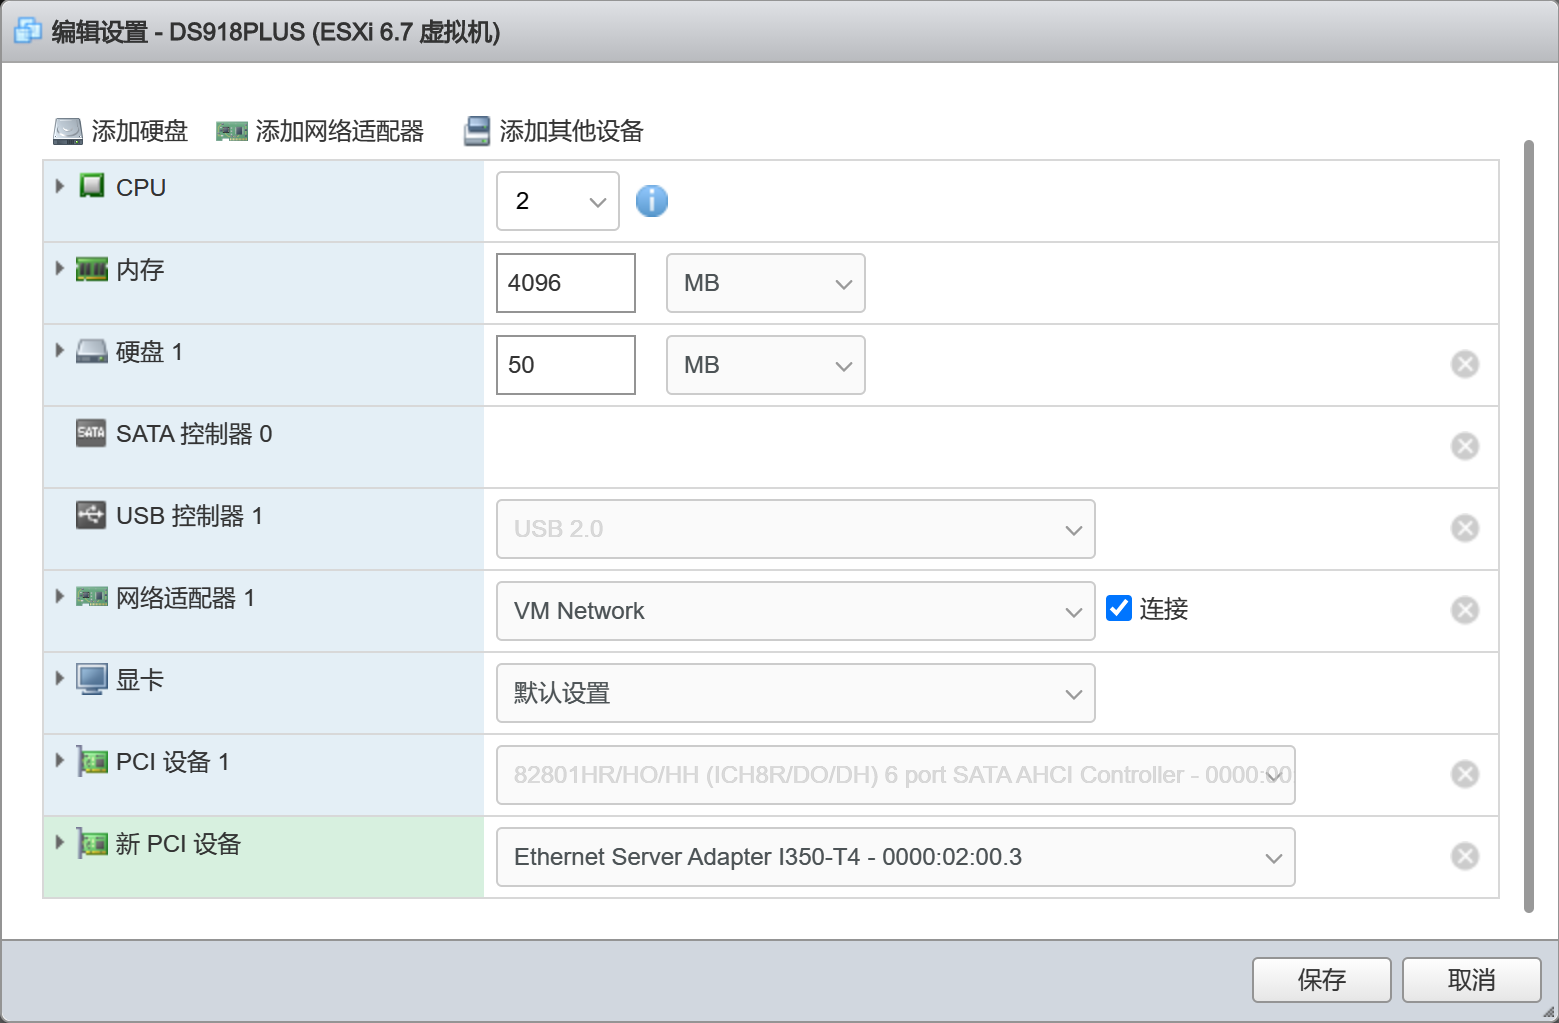 编辑设置 - DS918PLUS (ESXi 6.7 虚拟机)
添加硬盘 添加网络适配器 添加其他设备
CPU 2
内存 4096 MB
硬盘 1 50 MB
SATA SATA 控制器 0
USB 控制器 1 USB 2.0
网络适配器 1 VM Network 连接
显卡 默认设置
PCI 设备 1 82801HR/HO/HH (ICH8R/DO/DH) 6 port SATA AHCI Controller - 0000:00
新 PCI 设备 Ethernet Server Adapter I350-T4 - 0000:02:00.3
保存 取消